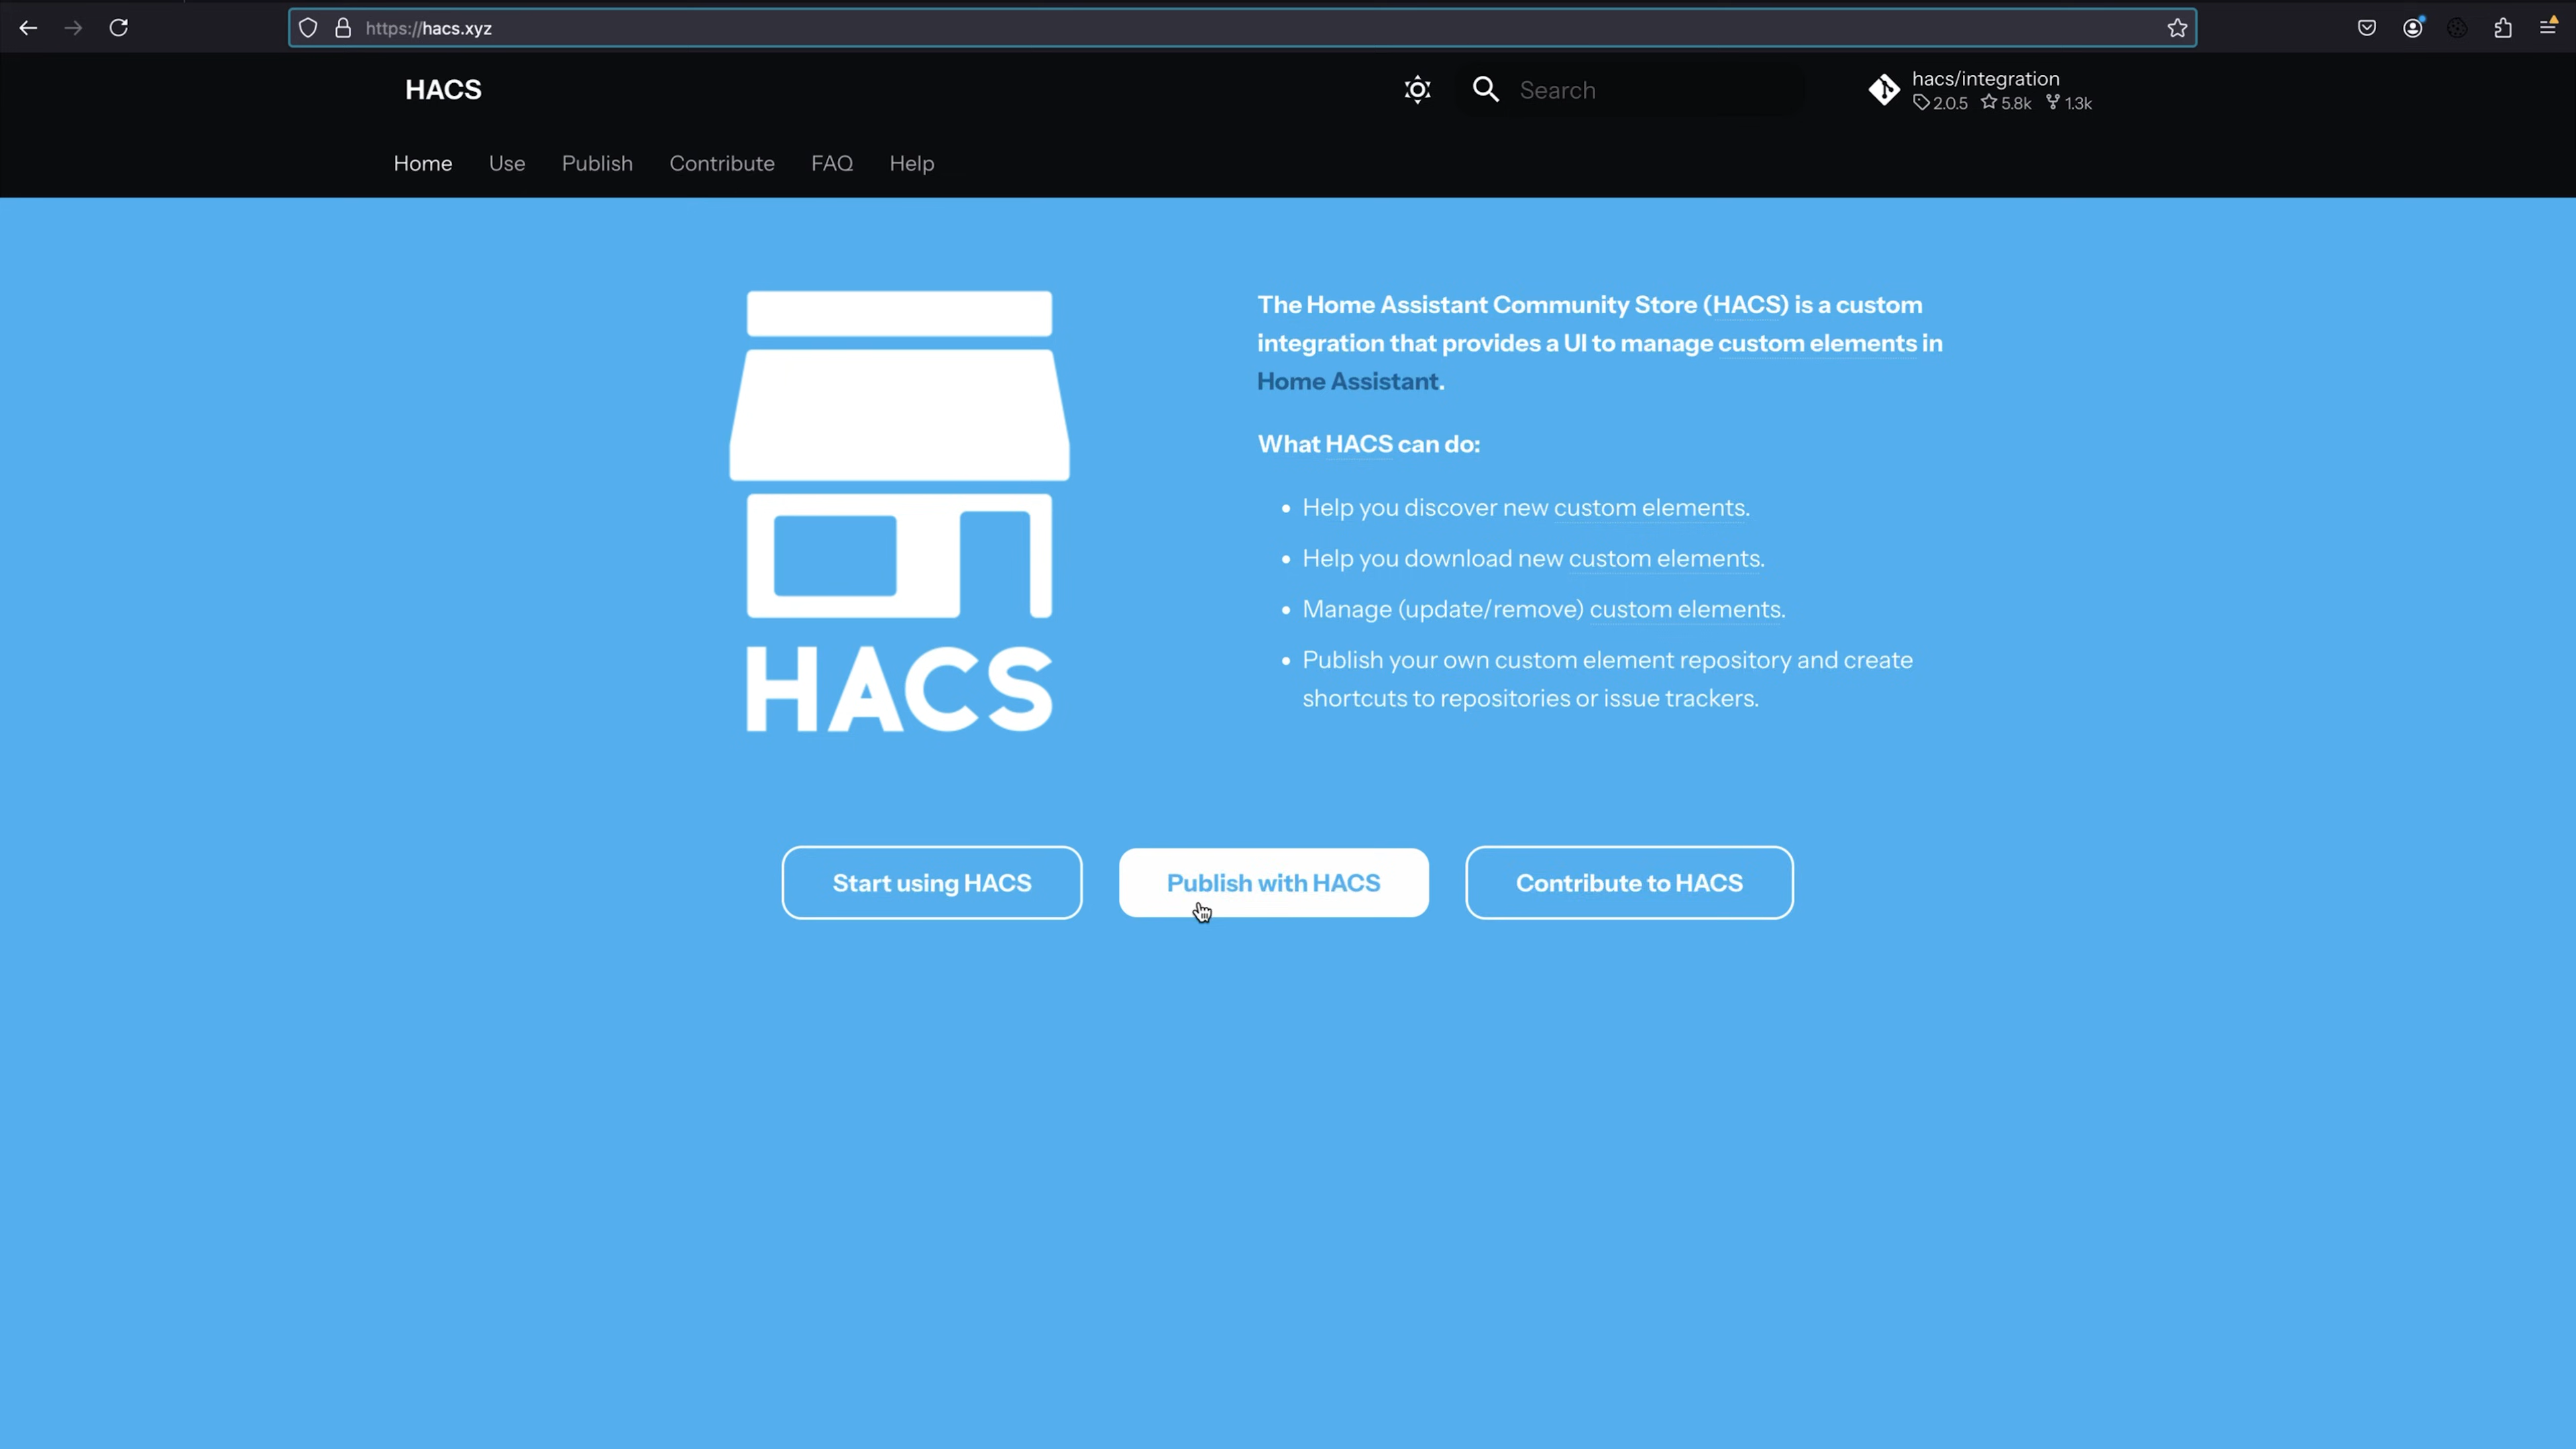 https://hacs.xyz
HACS
Search
hacs/integration
2.0.5 5.8k 1.3k
Home Use Publish Contribute FAQ Help
The Home Assistant Community Store (HACS) is a custom
integration that provides a UI to manage custom elements in
Home Assistant.
What HACS can do:
Help you discover new custom elements.
Help you download new custom elements.
Manage (update/remove) custom elements.
Publish your own custom element repository and create
shortcuts to repositories or issue trackers.
HACS
Start using HACS Publish with HACS Contribute to HACS